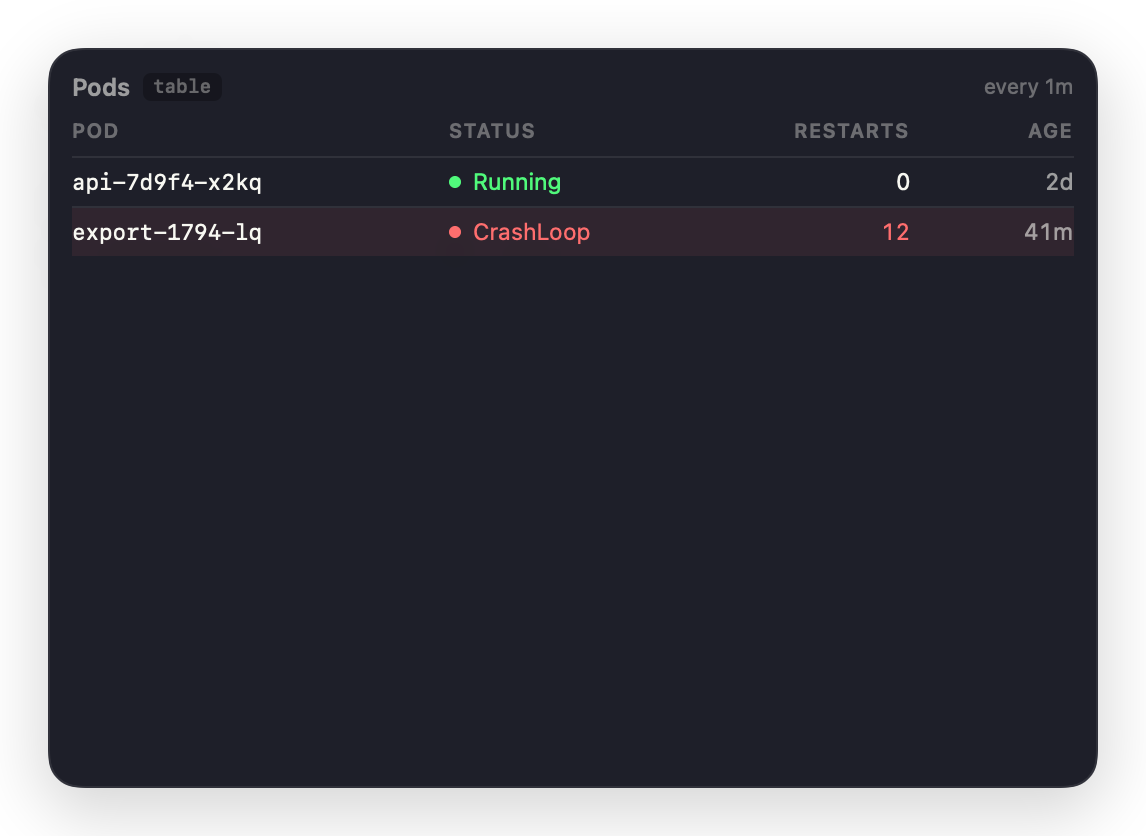 Pods table every 1m
POD STATUS RESTARTS AGE
api-7d9f4-x2kq Running 0 2d
export-1794-lq CrashLoop 12 41m